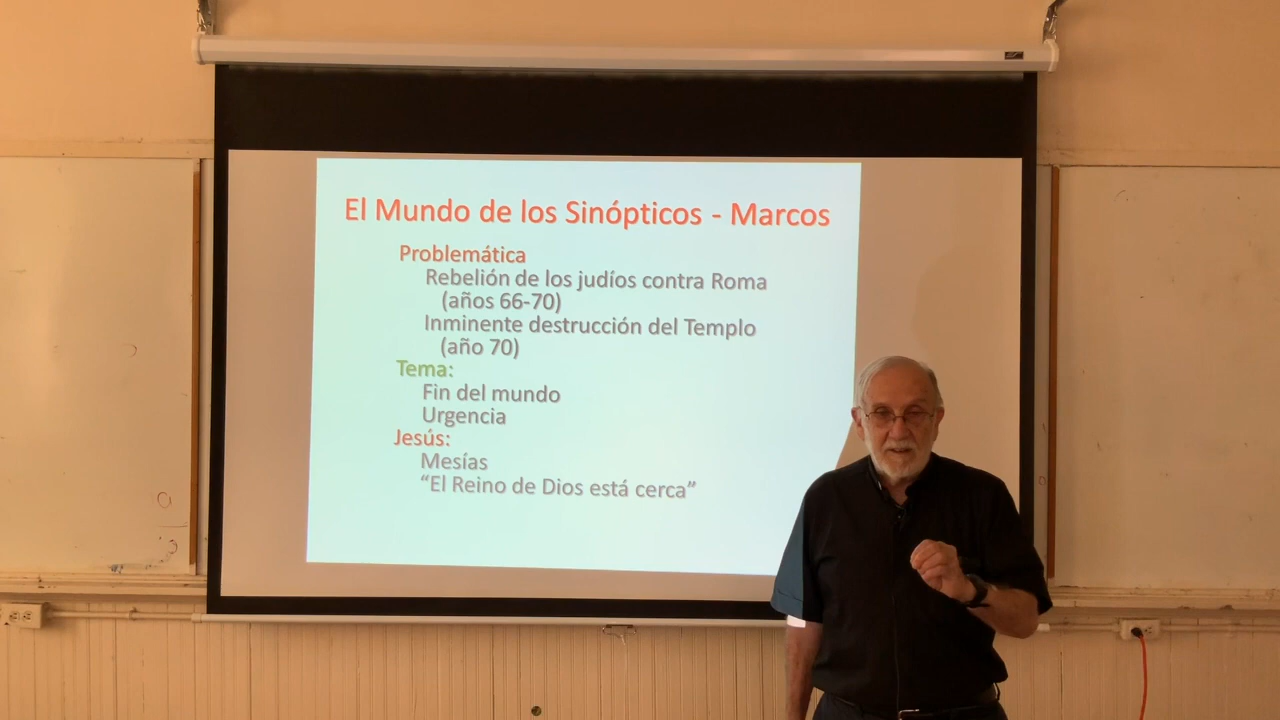 El Mundo de los Sinópticos - Marcos
Problemática
Rebelión de los judíos contra Roma
(años 66-70)
Inminente destrucción del Templo
(año 70)
Tema:
Fin del mundo
Urgencia
Jesús:
Mesías
“El Reino de Dios está cerca”